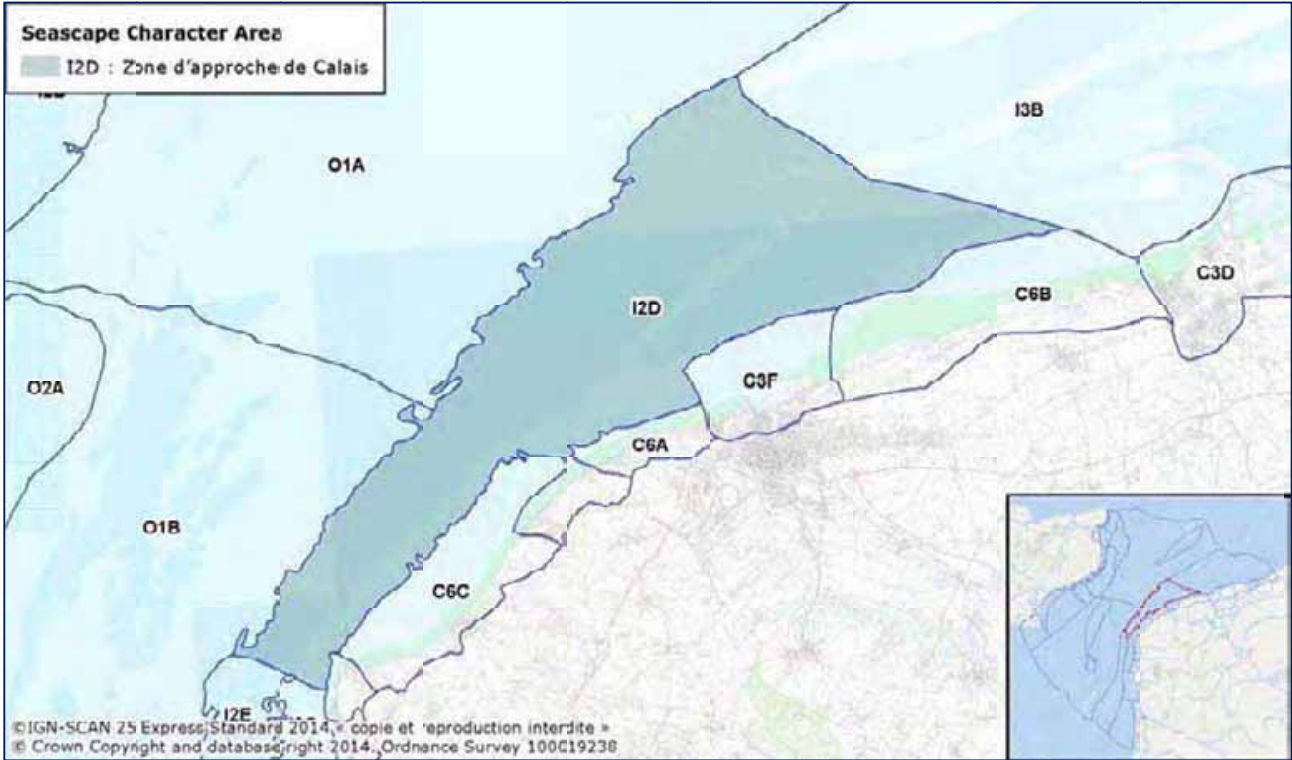 Seascape Character Area
I2D : Zone d'approche de Calais
I3B
O1A
C3D
C6B
I2D
C3F
O2A
C6A
O1B
C6C
I2E
©IGN-SCAN 25 Express Standard 2014, « copie et reproduction interdite »
© Crown Copyright and database right 2014. Ordnance Survey 100019238